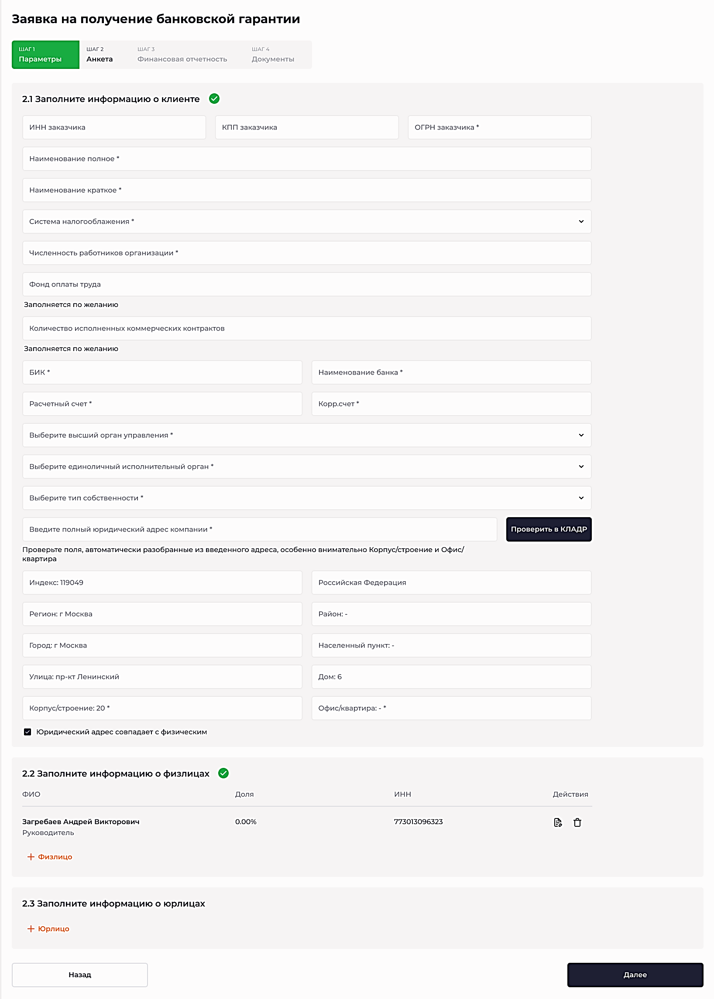 Заявка на получение банковской гарантии
ШАГ 1
Параметры
ШАГ 2
Анкета
ШАГ 3
Финансовая отчетность
ШАГ 4
Документы
2.1 Заполните информацию о клиенте
ИНН заказчика
КПП заказчика
ОГРН заказчика *
Наименование полное *
Наименование краткое *
Система налогооблажения *
Численность работников организации *
Фонд оплаты труда
Заполняется по желанию
Количество исполненных коммерческих контрактов
Заполняется по желанию
БИК *
Наименование банка *
Расчетный счет *
Корр.счет *
Выберите высший орган управления *
Выберите единоличный исполнительный орган *
Выберите тип собственности *
Введите полный юридический адрес компании *
Проверить в КЛАДР
Проверьте поля, автоматически разобранные из введенного адреса, особенно внимательно Корпус/строение и Офис/
квартира
Индекс: 119049
Российская Федерация
Регион: г Москва
Район: -
Город: г Москва
Населенный пункт: -
Улица: пр-кт Ленинский
Дом: 6
Корпус/строение: 20 *
Офис/квартира: - *
Юридический адрес совпадает с физическим
2.2 Заполните информацию о физлицах
ФИО
Доля
ИНН
Действия
Загребаев Андрей Викторович
0.00%
773013096323
Руководитель
+ Физлицо
2.3 Заполните информацию о юрлицах
+ Юрлицо
Назад
Далее